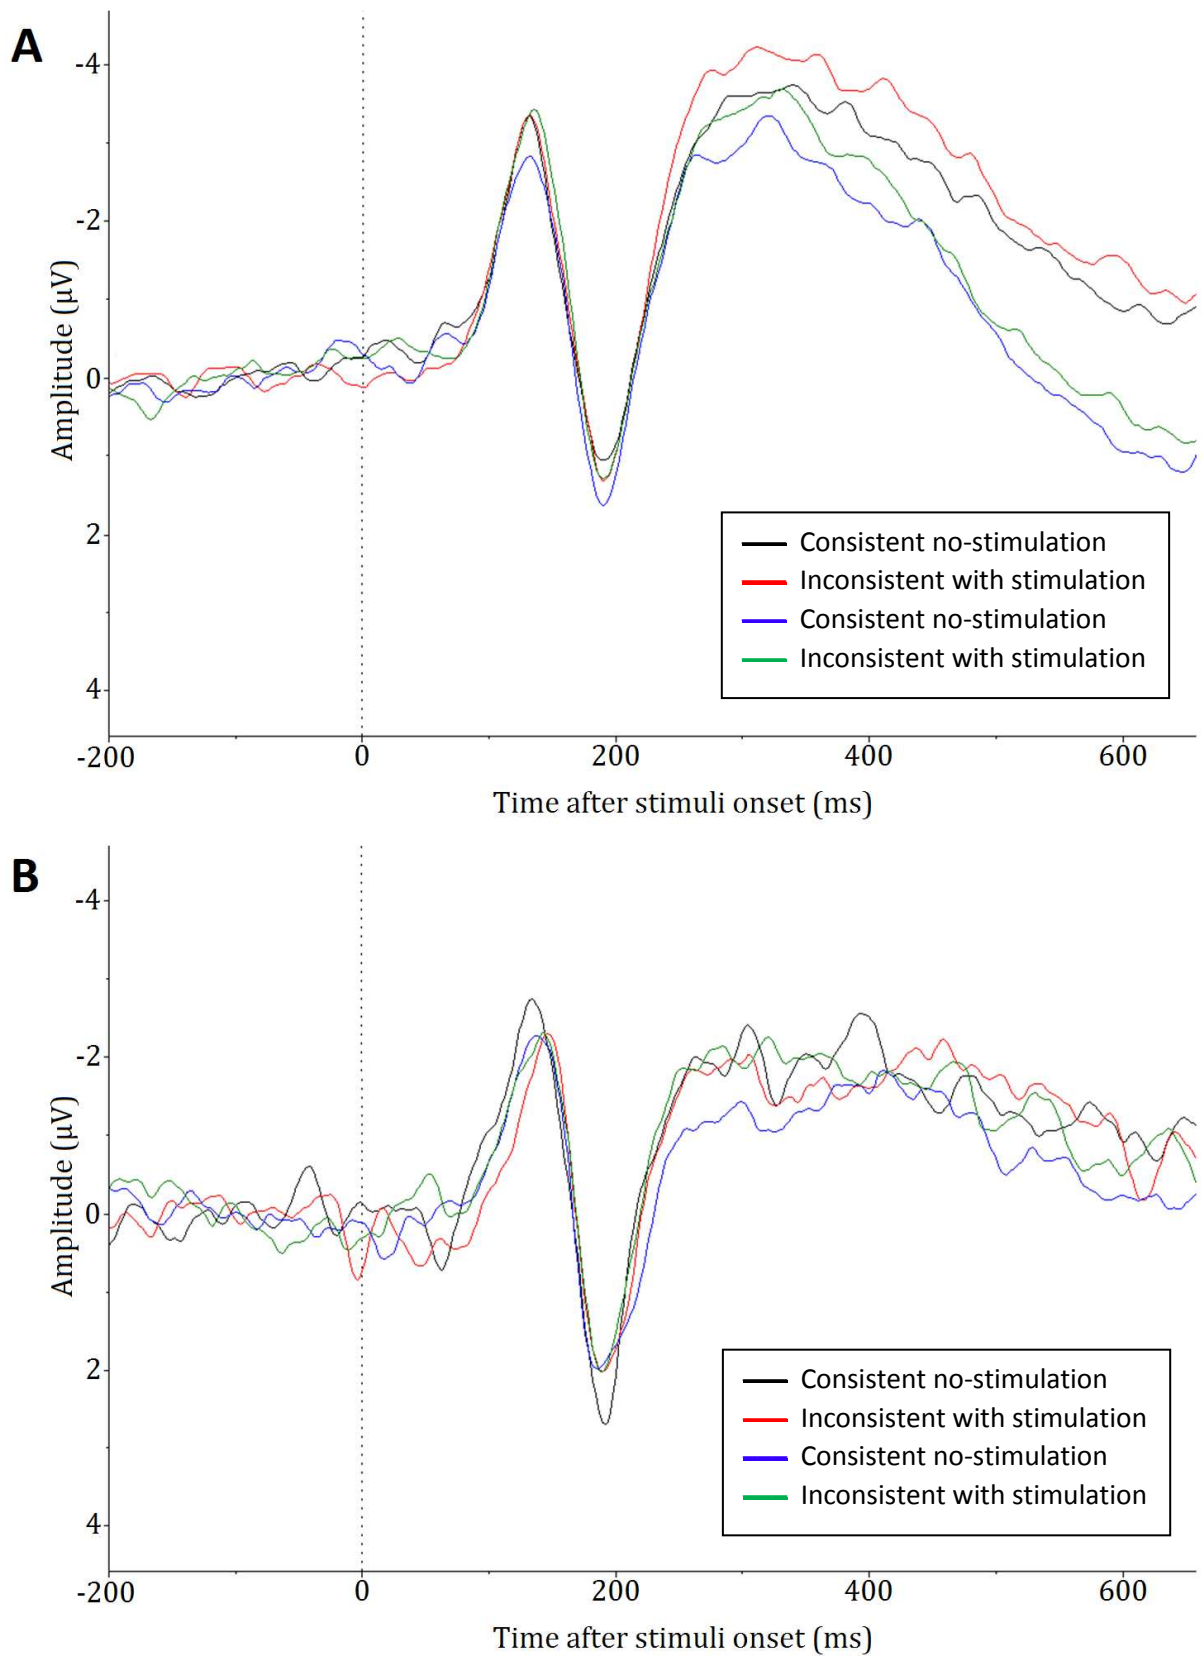 A
-4
-2
0
2
4
Amplitude (µV)
Consistent no-stimulation
Inconsistent with stimulation
Consistent no-stimulation
Inconsistent with stimulation
-200 0 200 400 600
Time after stimuli onset (ms)
B
-4
-2
0
2
4
Amplitude (µV)
Consistent no-stimulation
Inconsistent with stimulation
Consistent no-stimulation
Inconsistent with stimulation
-200 0 200 400 600
Time after stimuli onset (ms)